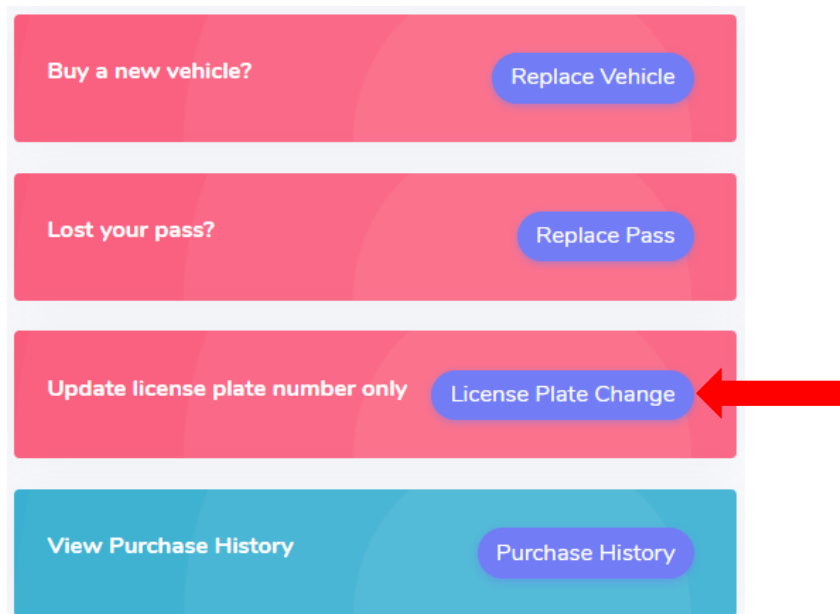 Buy a new vehicle?
Replace Vehicle
Lost your pass?
Replace Pass
Update license plate number only
License Plate Change
View Purchase History
Purchase History